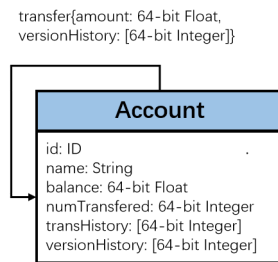 transfer{amount: 64-bit Float,
versionHistory: [64-bit Integer]}
Account
id: ID
name: String
balance: 64-bit Float
numTransfered: 64-bit Integer
transHistory: [64-bit Integer]
versionHistory: [64-bit Integer]